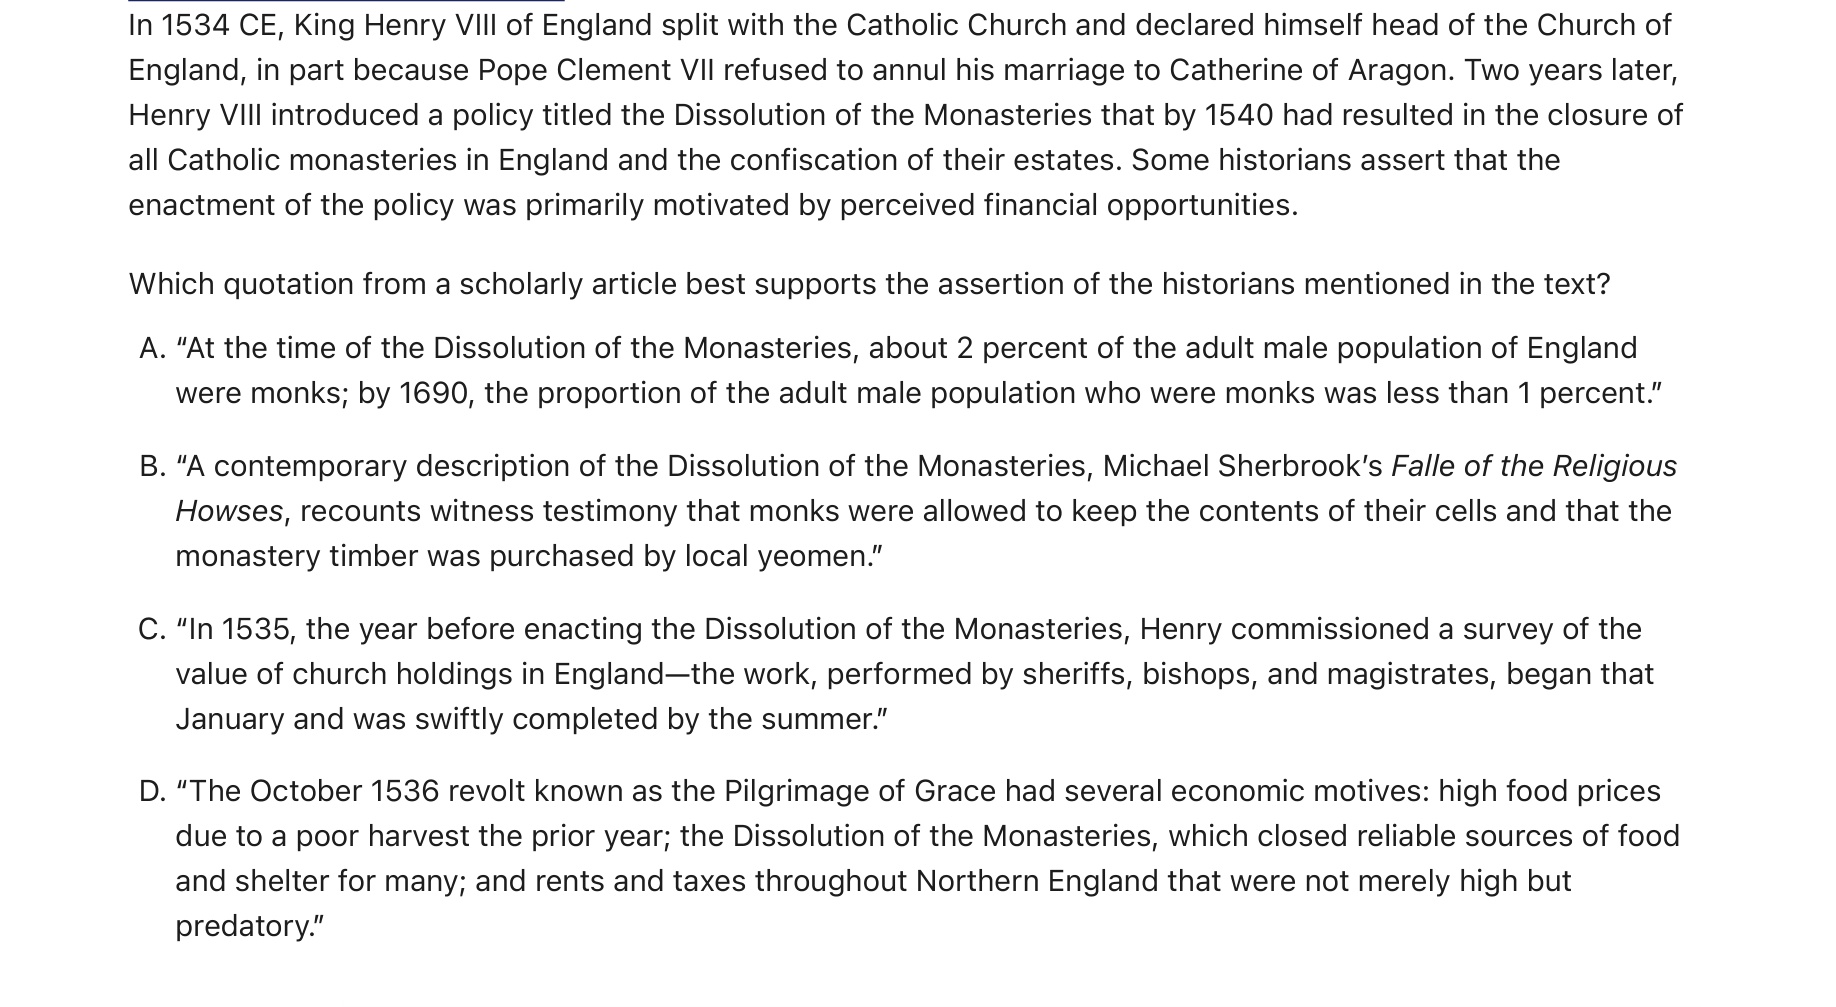 In 1534 CE, King Henry VIII of England split with the Catholic Church and declared himself head of the Church of
England, in part because Pope Clement VII refused to annul his marriage to Catherine of Aragon. Two years later,
Henry VIII introduced a policy titled the Dissolution of the Monasteries that by 1540 had resulted in the closure of
all Catholic monasteries in England and the confiscation of their estates. Some historians assert that the
enactment of the policy was primarily motivated by perceived financial opportunities.
Which quotation from a scholarly article best supports the assertion of the historians mentioned in the text?
A. “At the time of the Dissolution of the Monasteries, about 2 percent of the adult male population of England
were monks; by 1690, the proportion of the adult male population who were monks was less than 1 percent.”
B. “A contemporary description of the Dissolution of the Monasteries, Michael Sherbrook’s Falle of the Religious
Howses, recounts witness testimony that monks were allowed to keep the contents of their cells and that the
monastery timber was purchased by local yeomen.”
C. “In 1535, the year before enacting the Dissolution of the Monasteries, Henry commissioned a survey of the
value of church holdings in England—the work, performed by sheriffs, bishops, and magistrates, began that
January and was swiftly completed by the summer.”
D. “The October 1536 revolt known as the Pilgrimage of Grace had several economic motives: high food prices
due to a poor harvest the prior year; the Dissolution of the Monasteries, which closed reliable sources of food
and shelter for many; and rents and taxes throughout Northern England that were not merely high but
predatory.”